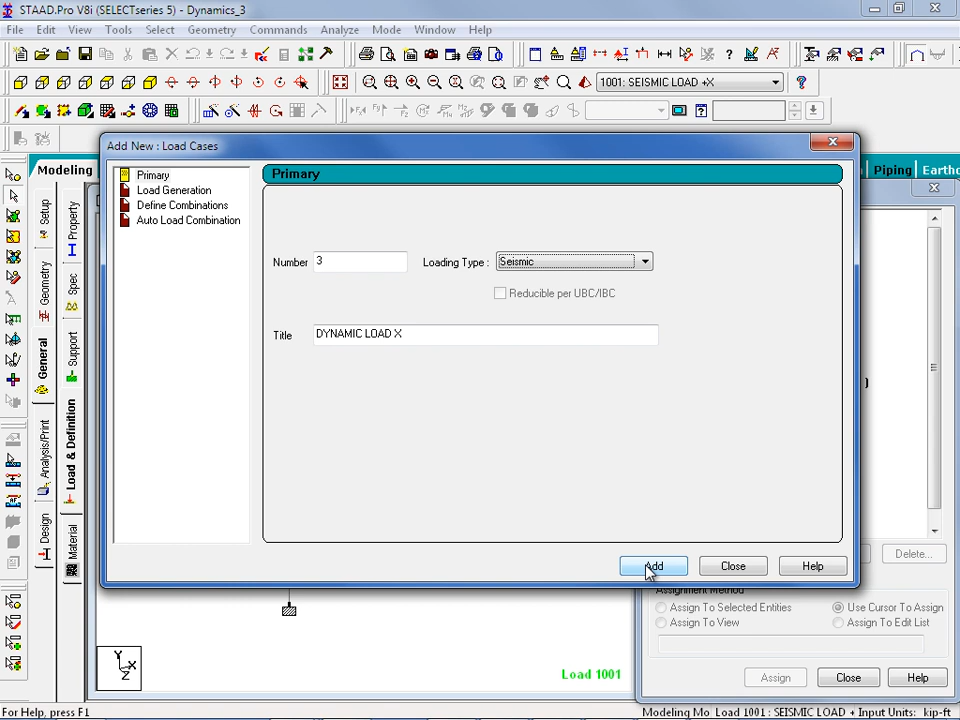 STAAD.Pro V8i (SELECTseries 5) - Dynamics_3
File Edit View Tools Select Geometry Commands Analyze Mode Window Help
1001: SEISMIC LOAD +X
Modeling
Piping
Earthq
Add New : Load Cases
Primary
Load Generation
Define Combinations
Auto Load Combination
Primary
Number 3
Loading Type : Seismic
Reducible per UBC/IBC
Title DYNAMIC LOAD X
Add Close Help
Setup
Geometry
General
Analysis/Print
Design
Property
Spec
Support
Load & Definition
Material
Delete...
Assignment Method
Assign To Selected Entities
Use Cursor To Assign
Assign To View
Assign To Edit List
Assign Close Help
Y
X
Z
Load 1001
For Help, press F1
Modeling Mo Load 1001 : SEISMIC LOAD + Input Units: kip-ft